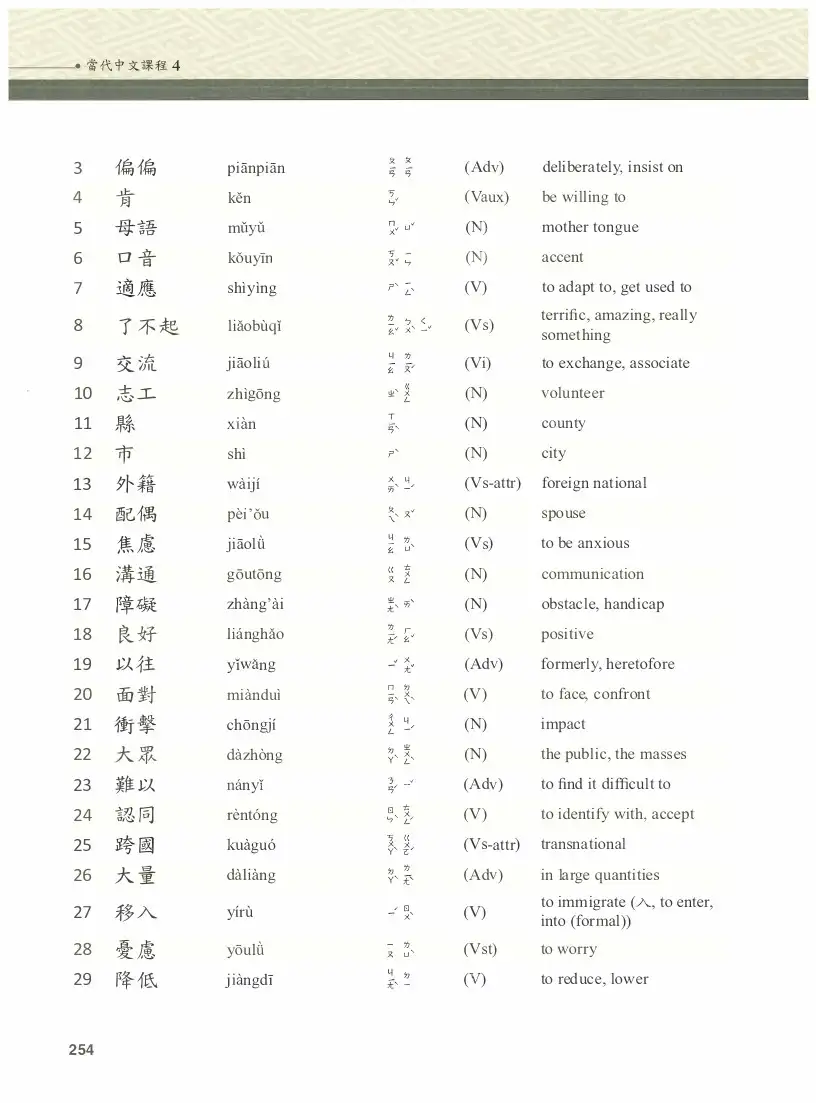 • 當代中文課程 4
3 偏偏 piānpiān ㄆㄧㄢ ㄆㄧㄢ (Adv) deliberately, insist on
4 肯 kěn ㄎㄣˇ (Vaux) be willing to
5 母語 mǔyǔ ㄇㄨˇ ㄩˇ (N) mother tongue
6 口音 kǒuyīn ㄎㄡˇ ㄧㄣ (N) accent
7 適應 shìyìng ㄕˋ ㄧㄥˋ (V) to adapt to, get used to
8 了不起 liǎobùqǐ ㄌㄧㄠˇ ㄅㄨˋ ㄑㄧˇ (Vs) terrific, amazing, really
something
9 交流 jiāoliú ㄐㄧㄠ ㄌㄧㄡˊ (Vi) to exchange, associate
10 志工 zhìgōng ㄓˋ ㄍㄨㄥ (N) volunteer
11 縣 xiàn ㄒㄧㄢˋ (N) county
12 市 shì ㄕˋ (N) city
13 外籍 wàijí ㄨㄞˋ ㄐㄧˊ (Vs-attr) foreign national
14 配偶 pèi’ǒu ㄆㄟˋ ㄡˇ (N) spouse
15 焦慮 jiāolǜ ㄐㄧㄠ ㄌㄩˋ (Vs) to be anxious
16 溝通 gōutōng ㄍㄡ ㄊㄨㄥ (N) communication
17 障礙 zhàng’ài ㄓㄤˋ ㄞˋ (N) obstacle, handicap
18 良好 liánghǎo ㄌㄧㄤˊ ㄏㄠˇ (Vs) positive
19 以往 yǐwǎng ㄧˇ ㄨㄤˇ (Adv) formerly, heretofore
20 面對 miànduì ㄇㄧㄢˋ ㄉㄨㄟˋ (V) to face, confront
21 衝擊 chōngjí ㄔㄨㄥ ㄐㄧˊ (N) impact
22 大眾 dàzhòng ㄉㄚˋ ㄓㄨㄥˋ (N) the public, the masses
23 難以 nányǐ ㄋㄢˊ ㄧˇ (Adv) to find it difficult to
24 認同 rèntóng ㄖㄣˋ ㄊㄨㄥˊ (V) to identify with, accept
25 跨國 kuàguó ㄎㄨㄚˋ ㄍㄨㄛˊ (Vs-attr) transnational
26 大量 dàliàng ㄉㄚˋ ㄌㄧㄤˋ (Adv) in large quantities
27 移入 yírù ㄧˊ ㄖㄨˋ (V) to immigrate (入, to enter,
into (formal))
28 憂慮 yōulǜ ㄧㄡ ㄌㄩˋ (Vst) to worry
29 降低 jiàngdī ㄐㄧㄤˋ ㄉㄧ (V) to reduce, lower
254